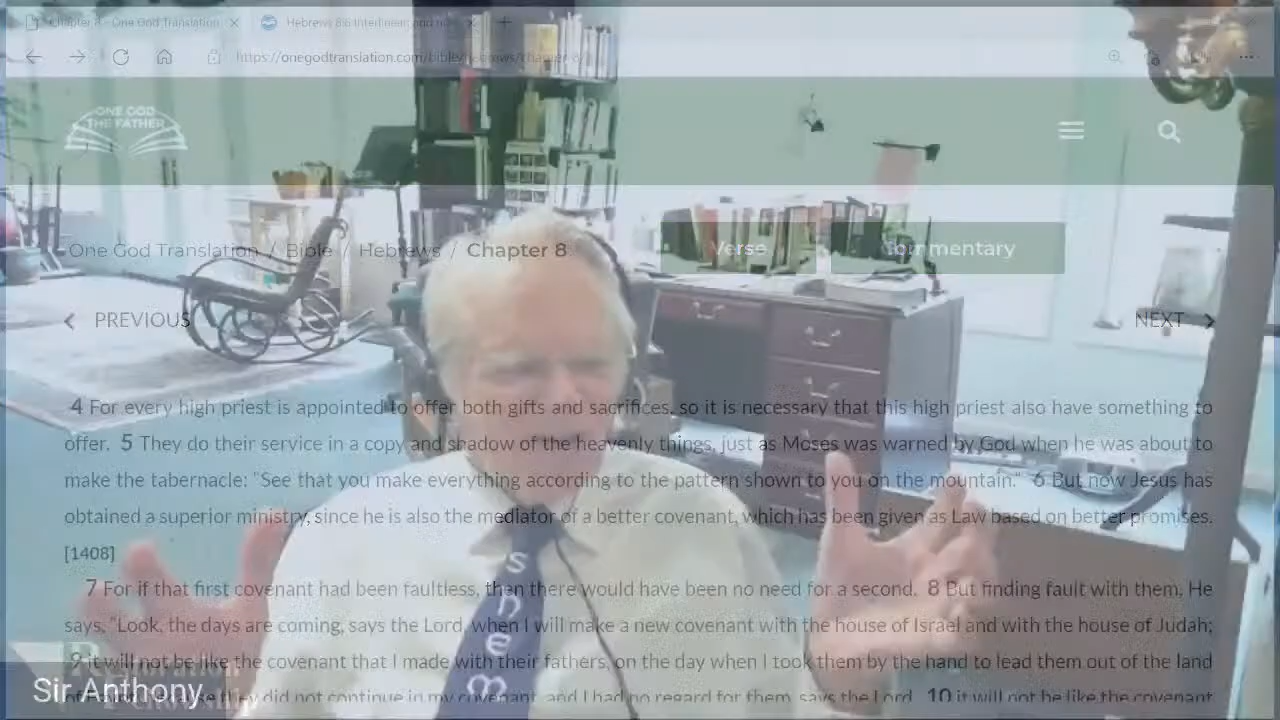 Chapter 8 - One God Translation
Hebrews 8:6 Interlinear: and now
https://onegodtranslation.com/bible/hebrews/chapter-8/
ONE GOD
THE FATHER
One God Translation / Bible / Hebrews / Chapter 8
Verse
Commentary
PREVIOUS
NEXT
4 For every high priest is appointed to offer both gifts and sacrifices, so it is necessary that this high priest also have something to
offer. 5 They do their service in a copy and shadow of the heavenly things, just as Moses was warned by God when he was about to
make the tabernacle: "See that you make everything according to the pattern shown to you on the mountain." 6 But now Jesus has
obtained a superior ministry, since he is also the mediator of a better covenant, which has been given as Law based on better promises.
[1408]
7 For if that first covenant had been faultless, then there would have been no need for a second. 8 But finding fault with them, He
says, "Look, the days are coming, says the Lord, when I will make a new covenant with the house of Israel and with the house of Judah;
9 it will not be like the covenant that I made with their fathers, on the day when I took them by the hand to lead them out of the land
they did not continue in my covenant, and I had no regard for them, says the Lord. 10 it will not be like the covenant
Sir Anthony
shem